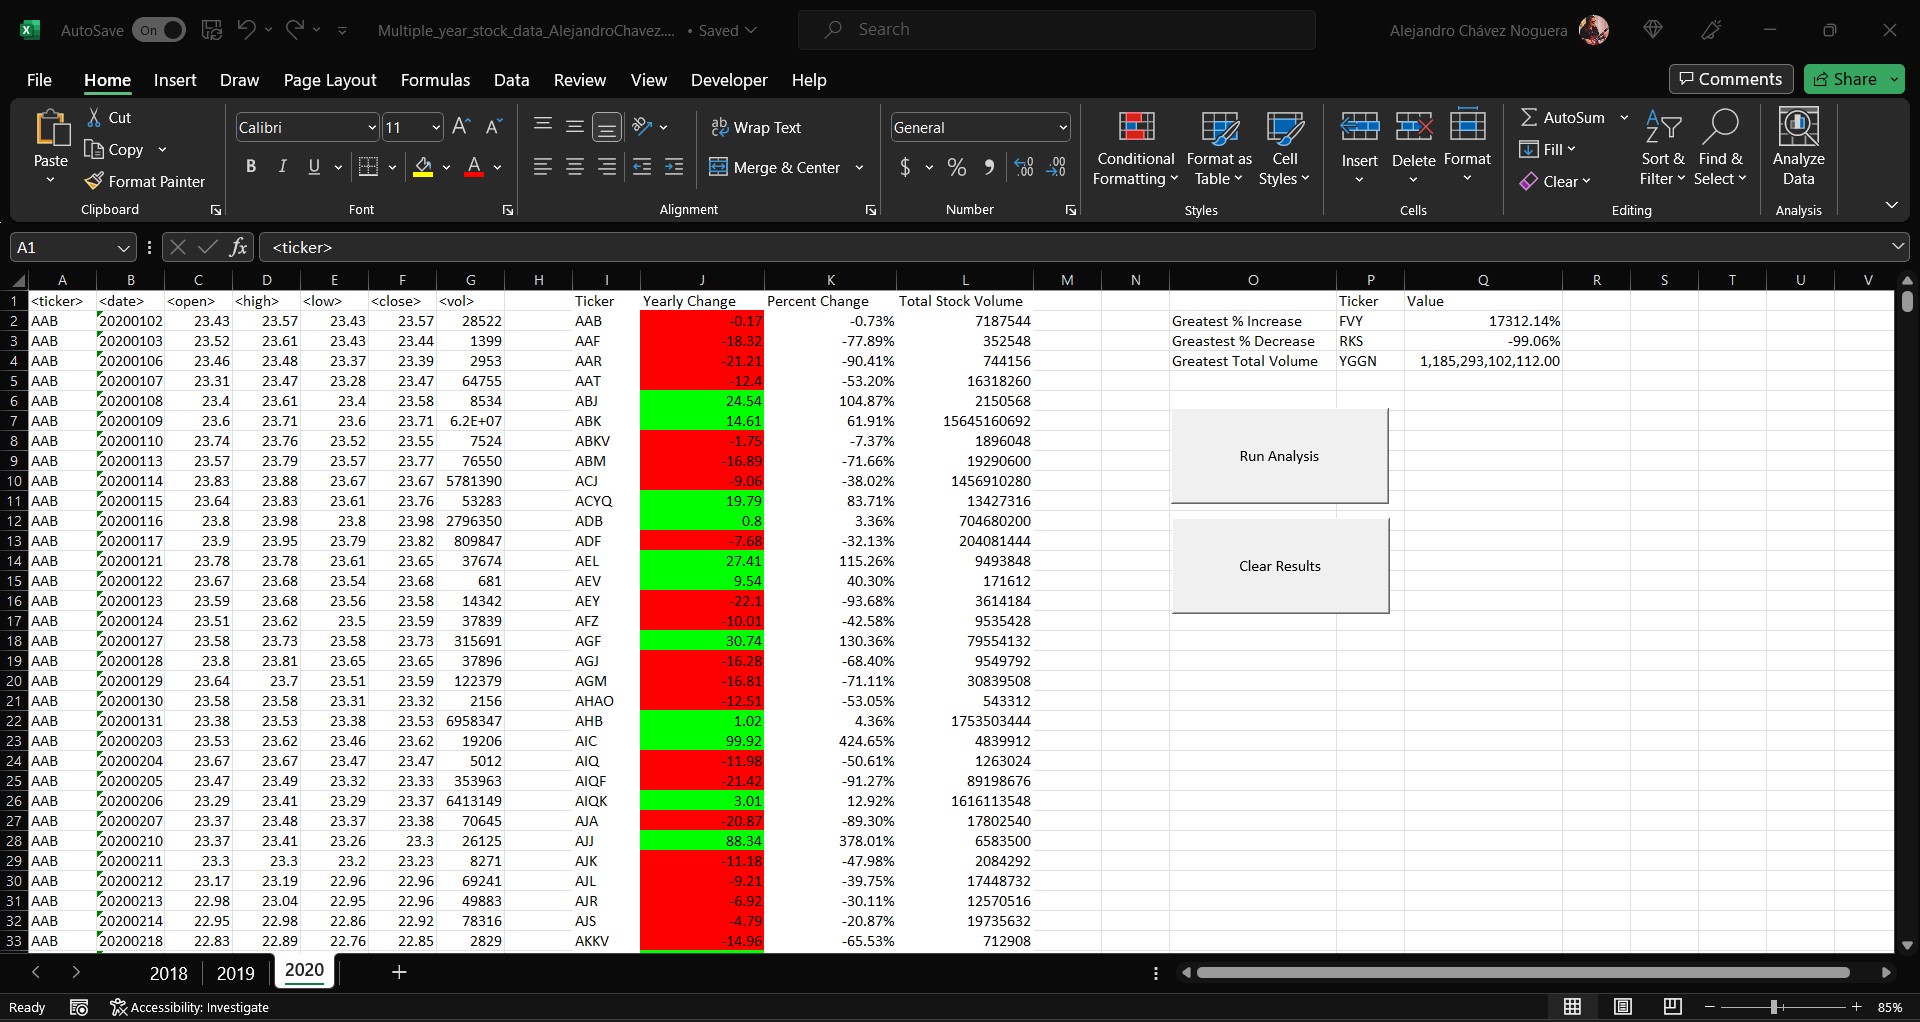 AutoSave On Multiple_year_stock_data_AlejandroChavez.... • Saved Search Alejandro Chávez Noguera
File Home Insert Draw Page Layout Formulas Data Review View Developer Help Comments Share
Paste Cut Copy Format Painter Clipboard
Calibri 11 B I U A Font
ab Wrap Text Merge & Center Alignment
General $ % Number
Conditional Formatting Format as Table Cell Styles Styles
Insert Delete Format Cells
AutoSum Fill Clear Sort & Filter Find & Select Editing
Analyze Data Analysis
A1 fx <ticker>
A B C D E F G H I J K L M N O P Q R S T U V
1 <ticker> <date> <open> <high> <low> <close> <vol> Ticker Yearly Change Percent Change Total Stock Volume Ticker Value
2 AAB 20200102 23.43 23.57 23.43 23.57 28522 AAB -0.17 -0.73% 7187544 Greatest % Increase FVY 17312.14%
3 AAB 20200103 23.52 23.61 23.43 23.44 1399 AAF -18.32 -77.89% 352548 Greastest % Decrease RKS -99.06%
4 AAB 20200106 23.46 23.48 23.37 23.39 2953 AAR -21.21 -90.41% 744156 Greatest Total Volume YGGN 1,185,293,102,112.00
5 AAB 20200107 23.31 23.47 23.28 23.47 64755 AAT -12.4 -53.20% 16318260
6 AAB 20200108 23.4 23.61 23.4 23.58 8534 ABJ 24.54 104.87% 2150568
7 AAB 20200109 23.6 23.71 23.6 23.71 6.2E+07 ABK 14.61 61.91% 15645160692
8 AAB 20200110 23.74 23.76 23.52 23.55 7524 ABKV -1.75 -7.37% 1896048
9 AAB 20200113 23.57 23.79 23.57 23.77 76550 ABM -16.89 -71.66% 19290600
10 AAB 20200114 23.83 23.88 23.67 23.67 5781390 ACJ -9.06 -38.02% 1456910280
11 AAB 20200115 23.64 23.83 23.61 23.76 53283 ACYQ 19.79 83.71% 13427316
12 AAB 20200116 23.8 23.98 23.8 23.98 2796350 ADB 0.8 3.36% 704680200
13 AAB 20200117 23.9 23.95 23.79 23.82 809847 ADF -7.68 -32.13% 204081444
14 AAB 20200121 23.78 23.78 23.61 23.65 37674 AEL 27.41 115.26% 9493848
15 AAB 20200122 23.67 23.68 23.54 23.68 681 AEV 9.54 40.30% 171612
16 AAB 20200123 23.59 23.68 23.56 23.58 14342 AEY -22.1 -93.68% 3614184
17 AAB 20200124 23.51 23.62 23.5 23.59 37839 AFZ -10.01 -42.58% 9535428
18 AAB 20200127 23.58 23.73 23.58 23.73 315691 AGF 30.74 130.36% 79554132
19 AAB 20200128 23.8 23.81 23.65 23.65 37896 AGJ -16.28 -68.40% 9549792
20 AAB 20200129 23.64 23.7 23.51 23.59 122379 AGM -16.81 -71.11% 30839508
21 AAB 20200130 23.58 23.58 23.31 23.32 2156 AHAO -12.51 -53.05% 543312
22 AAB 20200131 23.38 23.53 23.38 23.53 6958347 AHB 1.02 4.36% 1753503444
23 AAB 20200203 23.53 23.62 23.46 23.62 19206 AIC 99.92 424.65% 4839912
24 AAB 20200204 23.67 23.67 23.47 23.47 5012 AIQ -11.98 -50.61% 1263024
25 AAB 20200205 23.47 23.49 23.32 23.33 353963 AIQF -21.42 -91.27% 89198676
26 AAB 20200206 23.29 23.41 23.29 23.37 6413149 AIQK 3.01 12.92% 1616113548
27 AAB 20200207 23.37 23.48 23.37 23.38 70645 AJA -20.87 -89.30% 17802540
28 AAB 20200210 23.37 23.41 23.26 23.3 26125 AJJ 88.34 378.01% 6583500
29 AAB 20200211 23.3 23.3 23.2 23.23 8271 AJK -11.18 -47.98% 2084292
30 AAB 20200212 23.17 23.19 22.96 22.96 69241 AJL -9.21 -39.75% 17448732
31 AAB 20200213 22.98 23.04 22.95 22.96 49883 AJR -6.92 -30.11% 12570516
32 AAB 20200214 22.95 22.98 22.86 22.92 78316 AJS -4.79 -20.87% 19735632
33 AAB 20200218 22.83 22.89 22.76 22.85 2829 AKKV -14.96 -65.53% 712908
Run Analysis
Clear Results
2018 2019 2020 +
Ready Accessibility: Investigate 85%